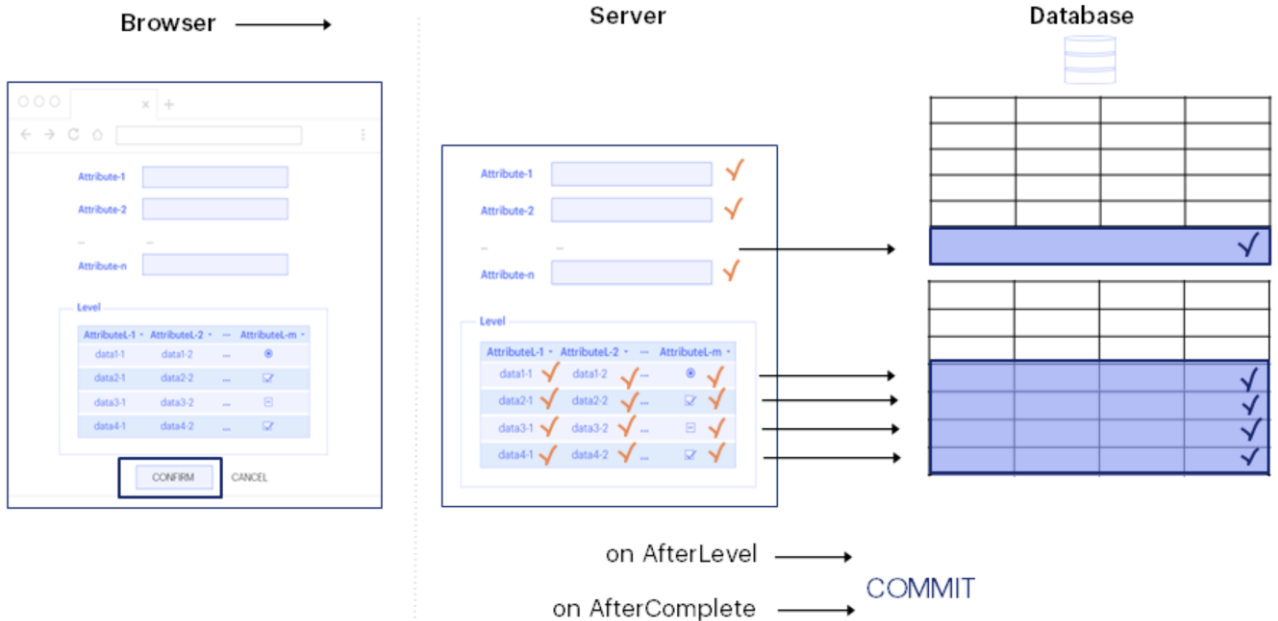 Browser
Server
Database
Attribute-1
Attribute-2
... ...
Attribute-n
Level
AttributeL-1 AttributeL-2 ... AttributeL-m
data1-1 data1-2 ...
data2-1 data2-2 ...
data3-1 data3-2 ...
data4-1 data4-2 ...
CONFIRM CANCEL
Attribute-1
Attribute-2
... ...
Attribute-n
Level
AttributeL-1 AttributeL-2 ... AttributeL-m
data1-1 data1-2 ...
data2-1 data2-2 ...
data3-1 data3-2 ...
data4-1 data4-2 ...
on AfterLevel
COMMIT
on AfterComplete